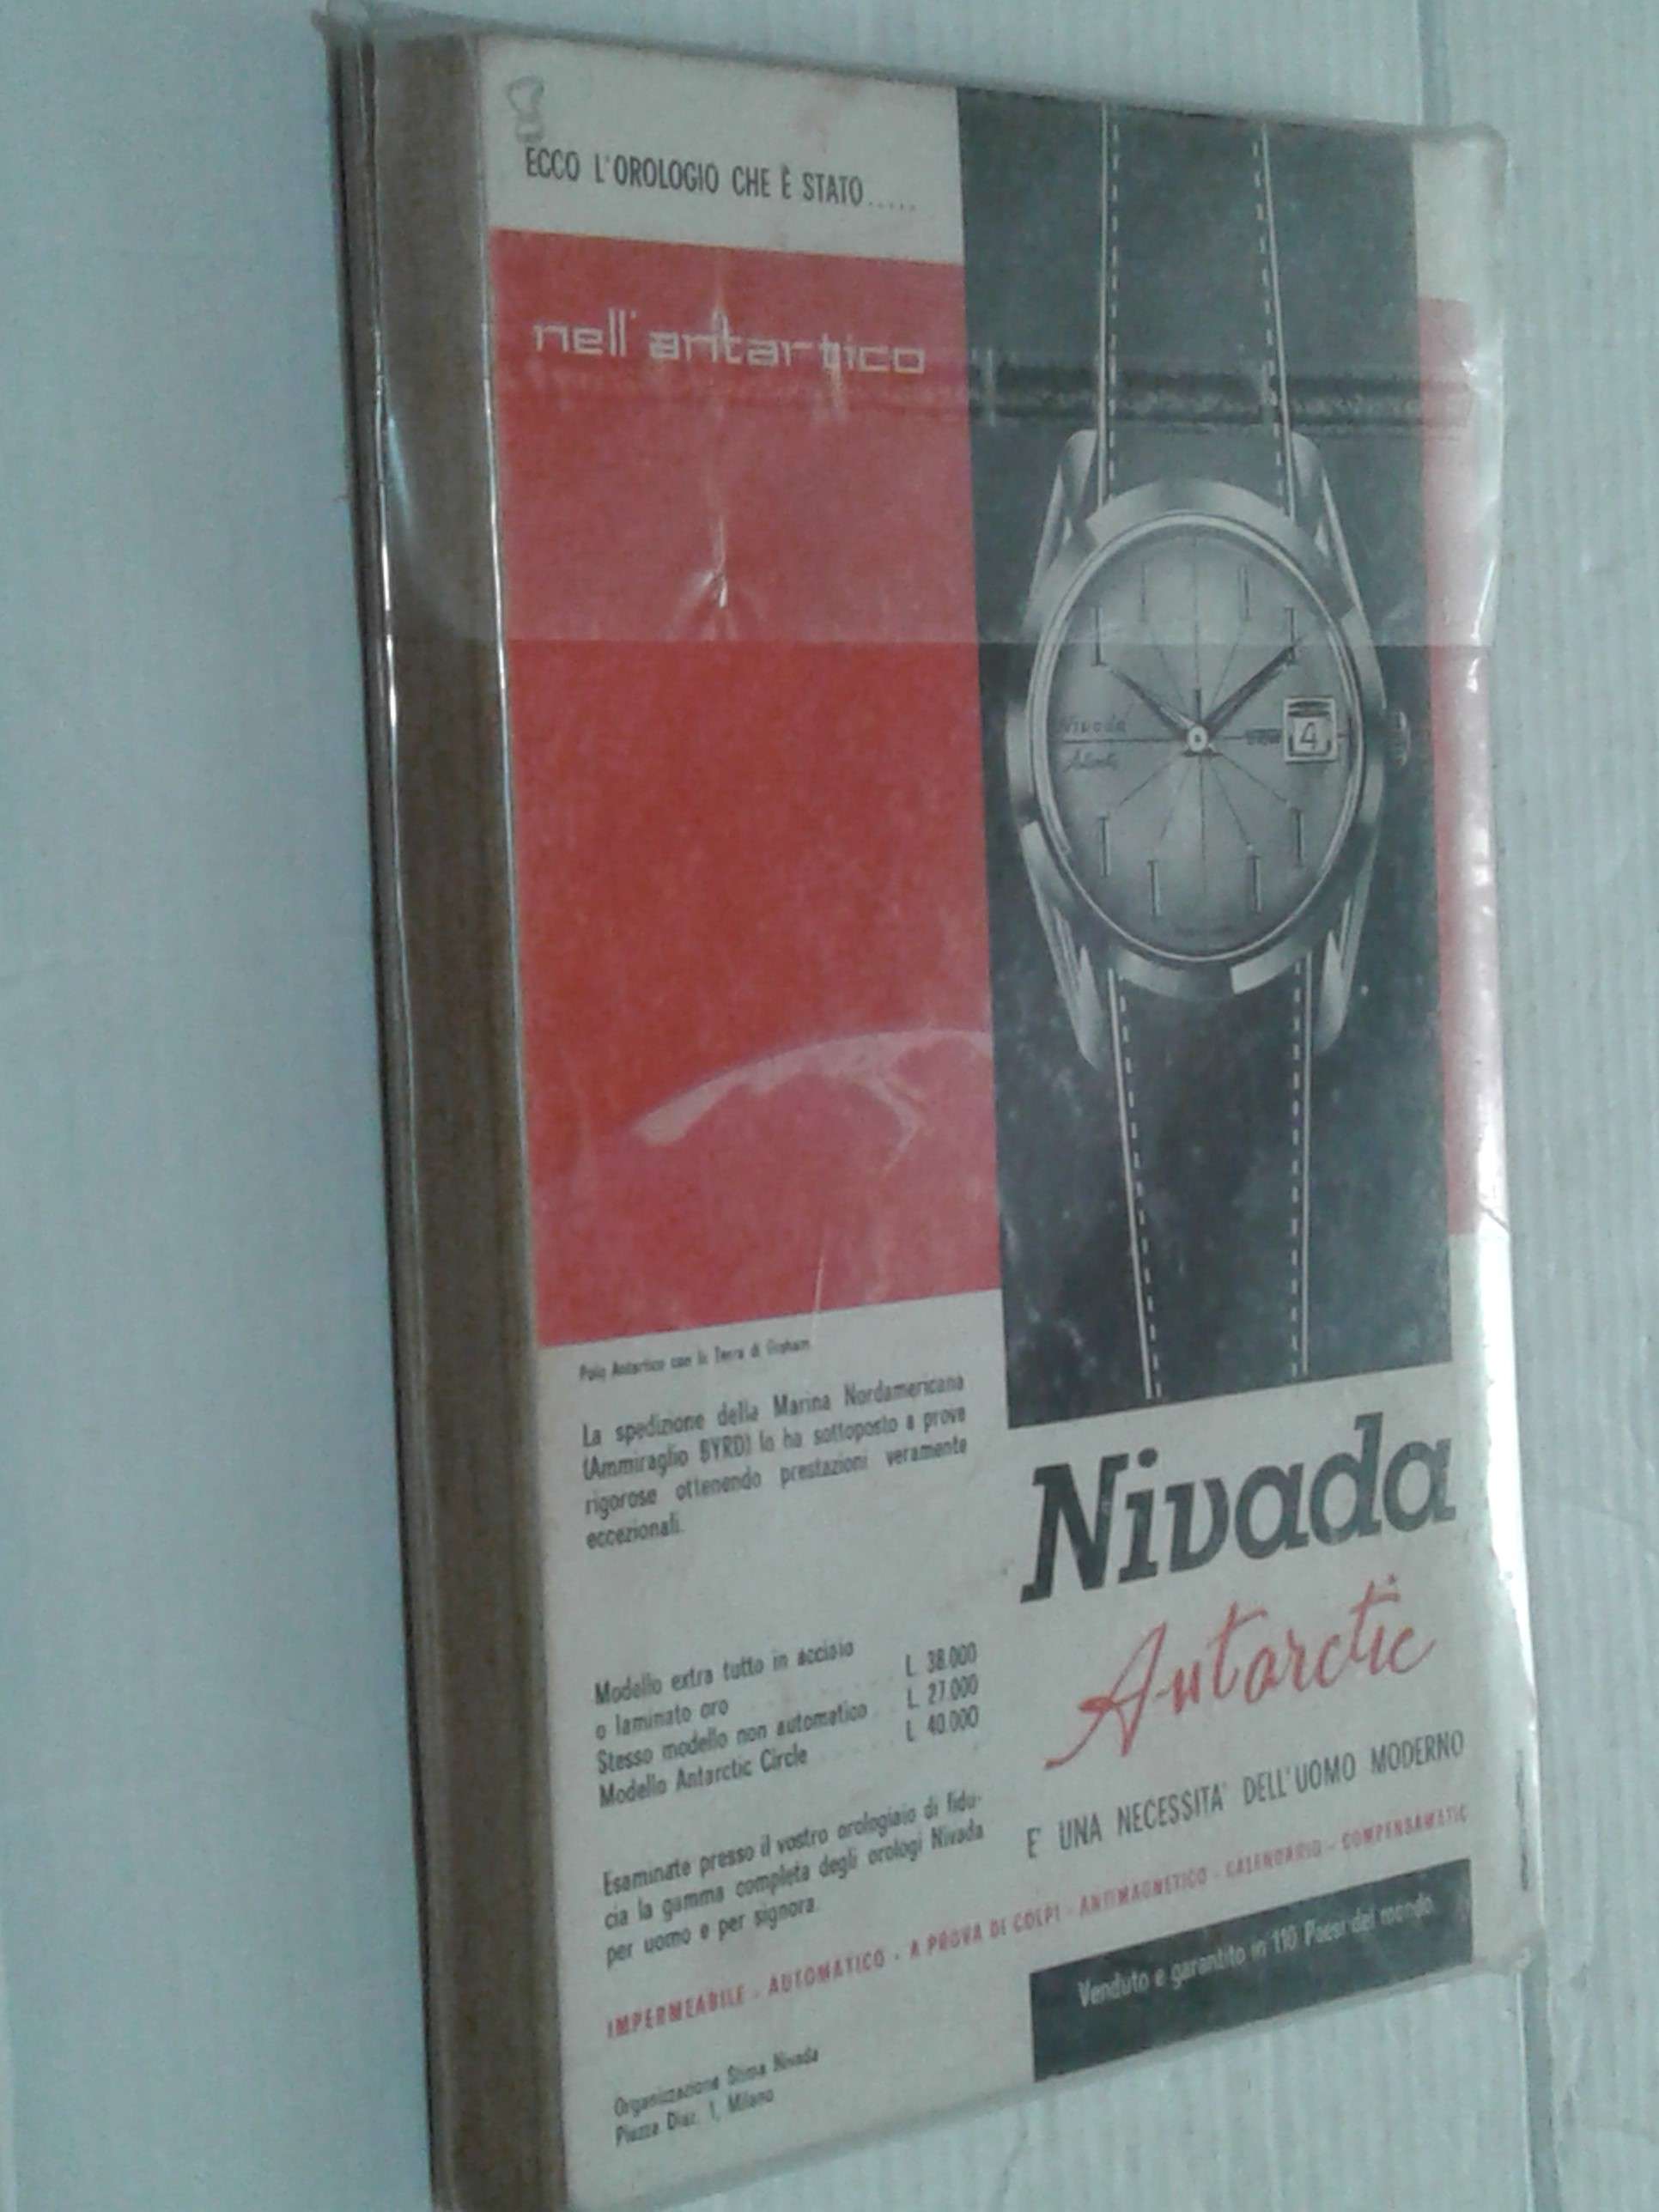 ECCO L'OROLOGIO CHE È STATO.....
nell'antartico
Nivada
4
Polo Antartico con la Terra di Graham
La spedizione della Marina Nordamericana
(Ammiraglio BYRD) lo ha sottoposto a prove
rigorose ottenendo prestazioni veramente
eccezionali.
Modello extra tutto in acciaio
o laminato oro L. 38.000
Stesso modello non automatico L. 27.000
Modello Antarctic Circle L. 40.000
Esaminate presso il vostro orologiaio di fidu-
cia la gamma completa degli orologi Nivada
per uomo e per signora.
Nivada
Antarctic
E' UNA NECESSITA' DELL'UOMO MODERNO
IMPERMEABILE - AUTOMATICO - A PROVA DI COLPI - ANTIMAGNETICO - CALENDARIO - COMPENSAMATIC
Venduto e garantito in 110 Paesi del mondo
Organizzazione Stima Nivada
Piazza Diaz, 1, Milano